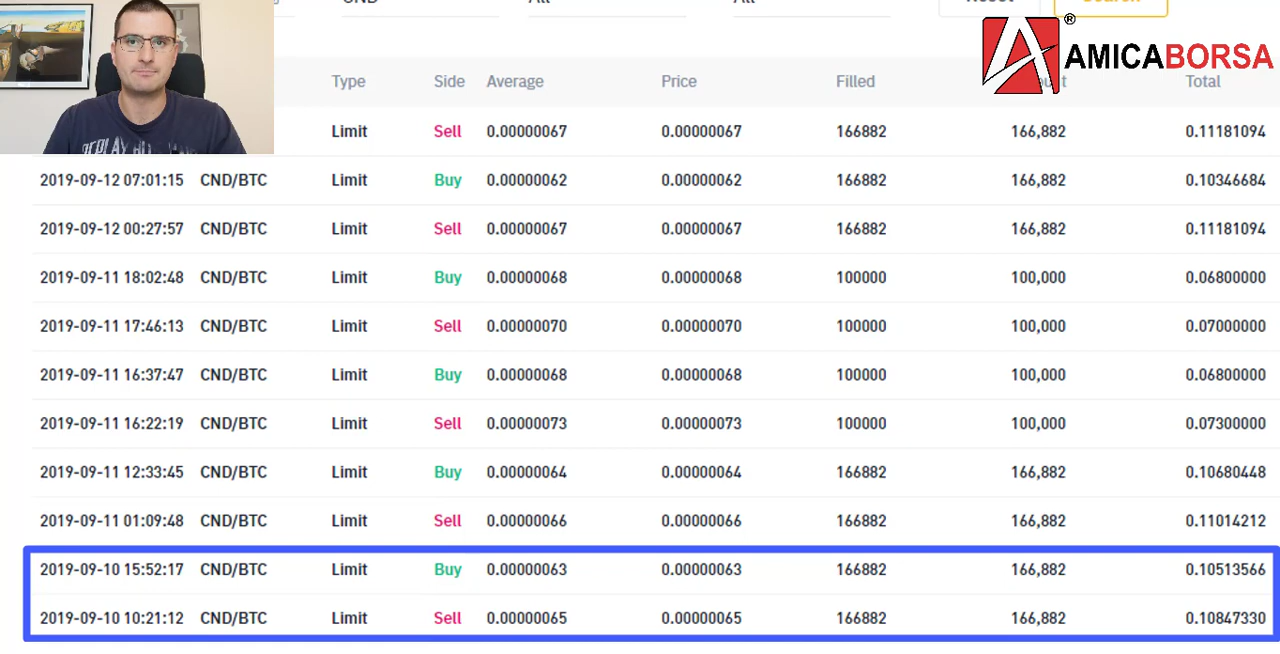 AMICABORSA®
Type Side Average Price Filled Total
Limit Sell 0.00000067 0.00000067 166882 166,882 0.11181094
2019-09-12 07:01:15 CND/BTC Limit Buy 0.00000062 0.00000062 166882 166,882 0.10346684
2019-09-12 00:27:57 CND/BTC Limit Sell 0.00000067 0.00000067 166882 166,882 0.11181094
2019-09-11 18:02:48 CND/BTC Limit Buy 0.00000068 0.00000068 100000 100,000 0.06800000
2019-09-11 17:46:13 CND/BTC Limit Sell 0.00000070 0.00000070 100000 100,000 0.07000000
2019-09-11 16:37:47 CND/BTC Limit Buy 0.00000068 0.00000068 100000 100,000 0.06800000
2019-09-11 16:22:19 CND/BTC Limit Sell 0.00000073 0.00000073 100000 100,000 0.07300000
2019-09-11 12:33:45 CND/BTC Limit Buy 0.00000064 0.00000064 166882 166,882 0.10680448
2019-09-11 01:09:48 CND/BTC Limit Sell 0.00000066 0.00000066 166882 166,882 0.11014212
2019-09-10 15:52:17 CND/BTC Limit Buy 0.00000063 0.00000063 166882 166,882 0.10513566
2019-09-10 10:21:12 CND/BTC Limit Sell 0.00000065 0.00000065 166882 166,882 0.10847330